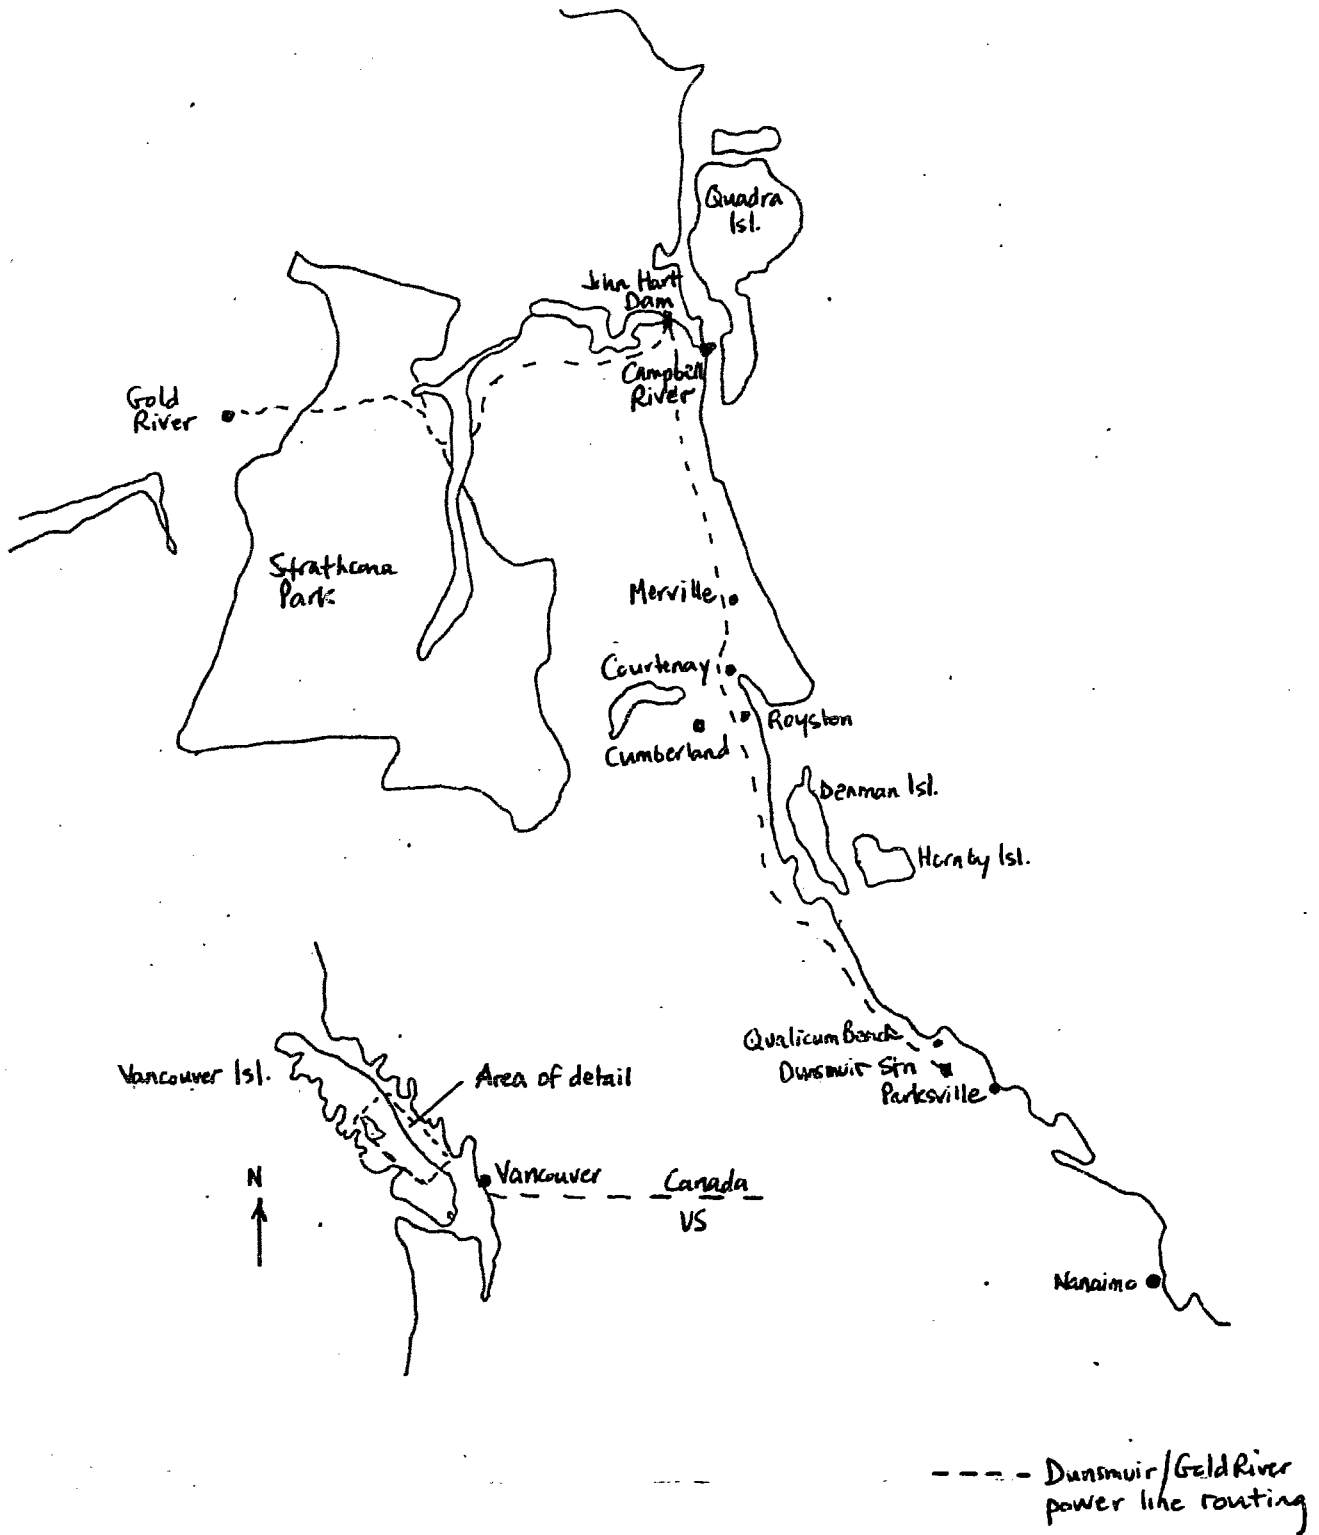 Quadra
Isl.
John Hart
Dam
Campbell
River
Gold
River
Strathcona
Park
Merville
Courtenay
Royston
Cumberland
Denman Isl.
Hornby Isl.
Qualicum Beach
Dunsmuir Stn
Parksville
Vancouver Isl.
Area of detail
N
Vancouver
Canada
US
Nanaimo
Dunsmuir/Gold River
power line routing